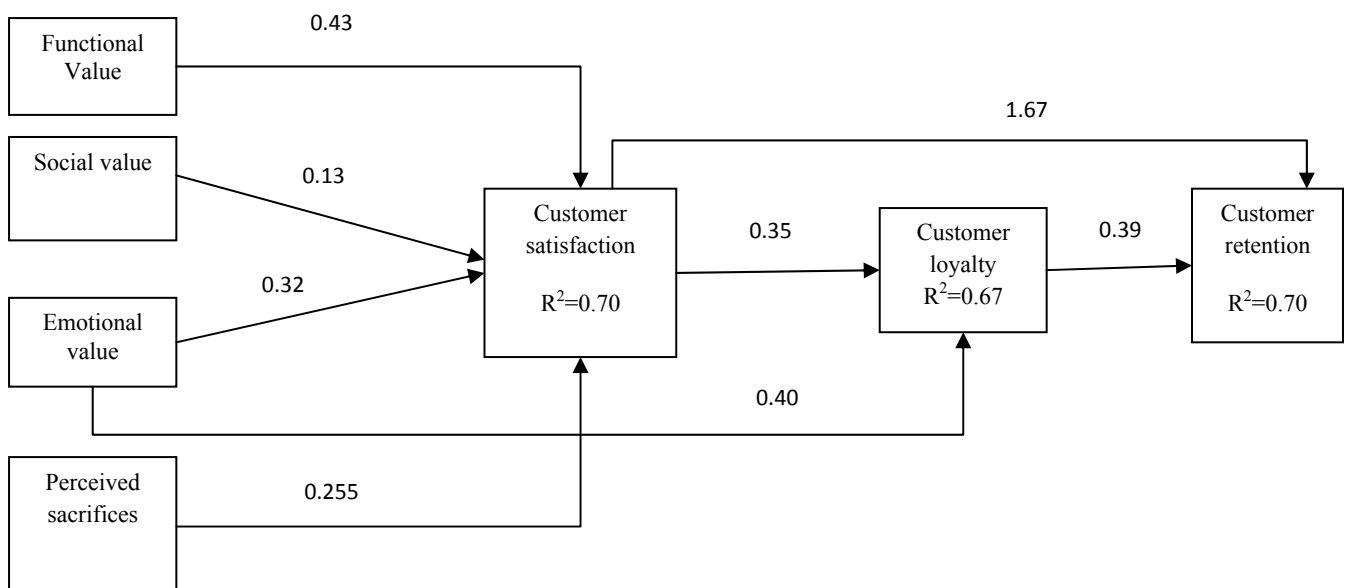 0.43
Functional
Value
1.67
Social value
0.13
Customer
satisfaction
R²=0.70
0.35
Customer
loyalty
R²=0.67
0.39
Customer
retention
R²=0.70
0.32
Emotional
value
0.40
Perceived
sacrifices
0.255